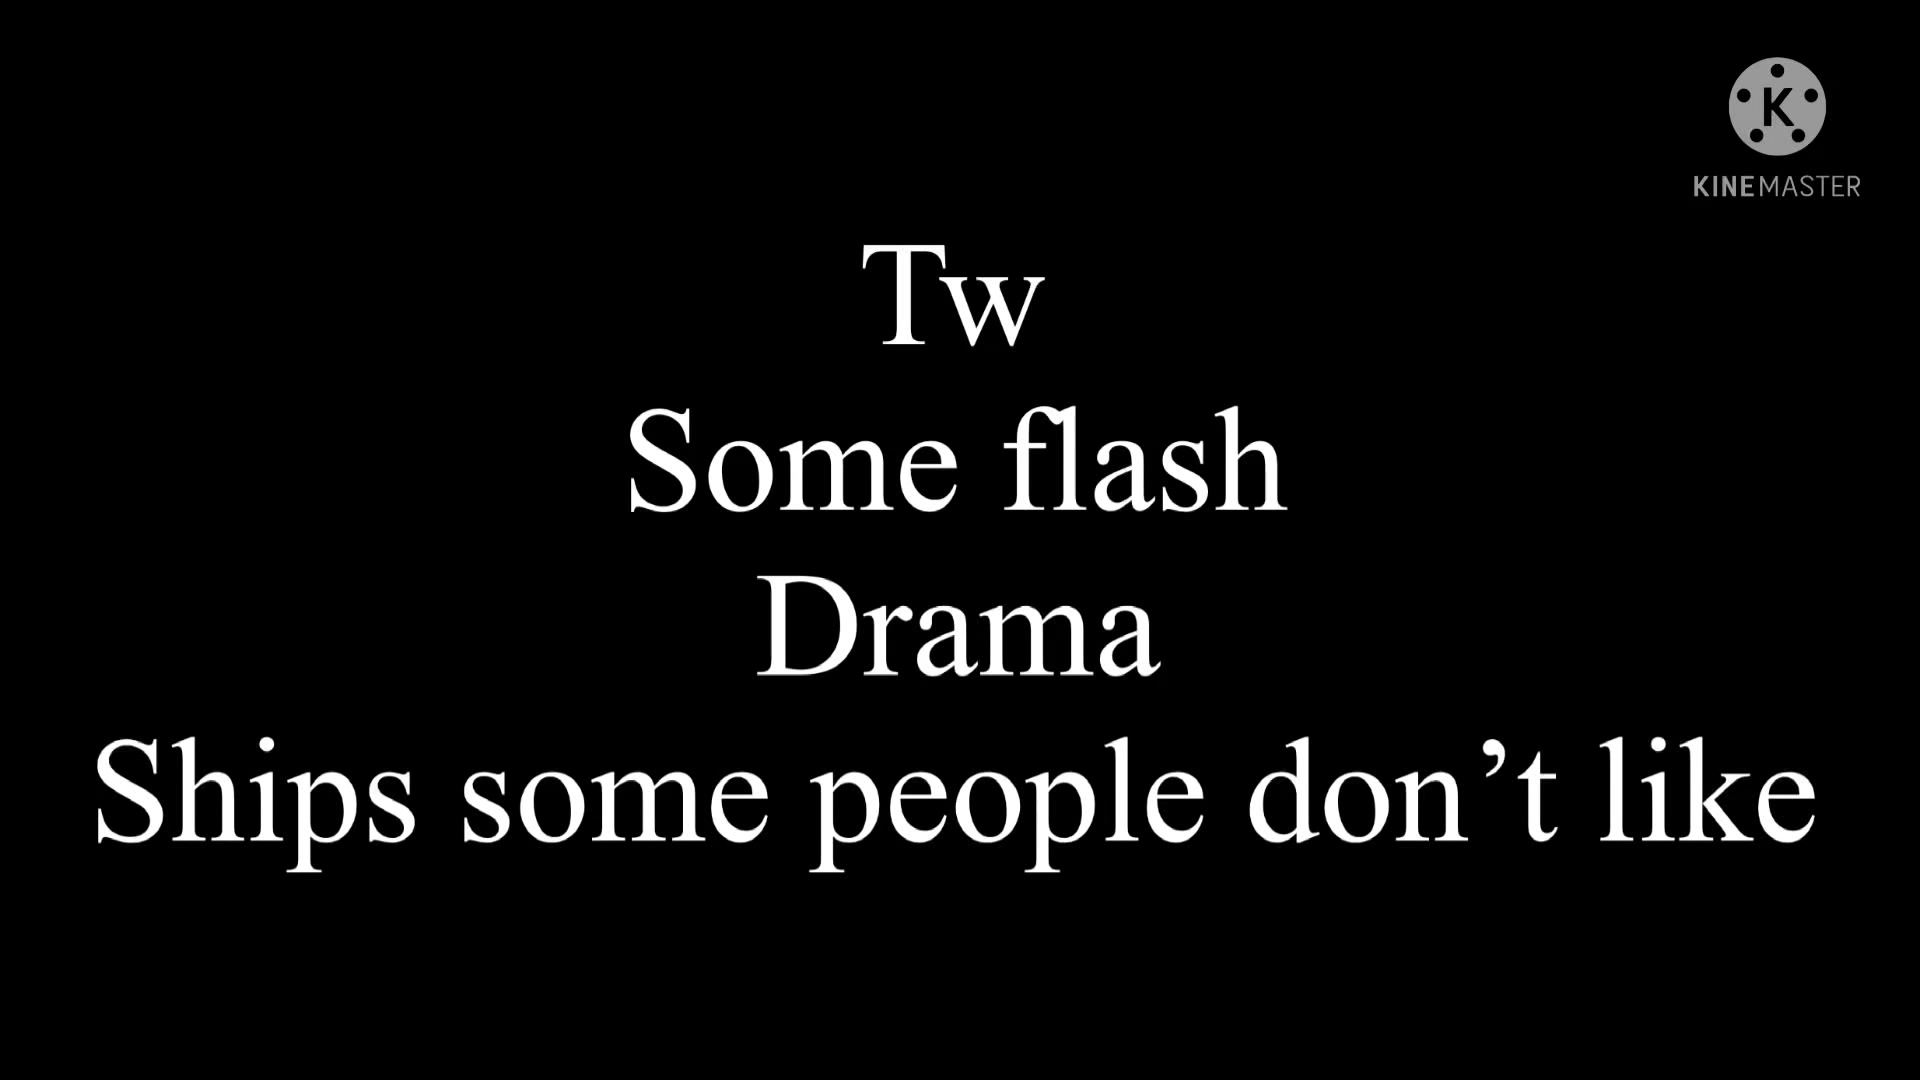 K
KINEMASTER
Tw
Some flash
Drama
Ships some people don’t like